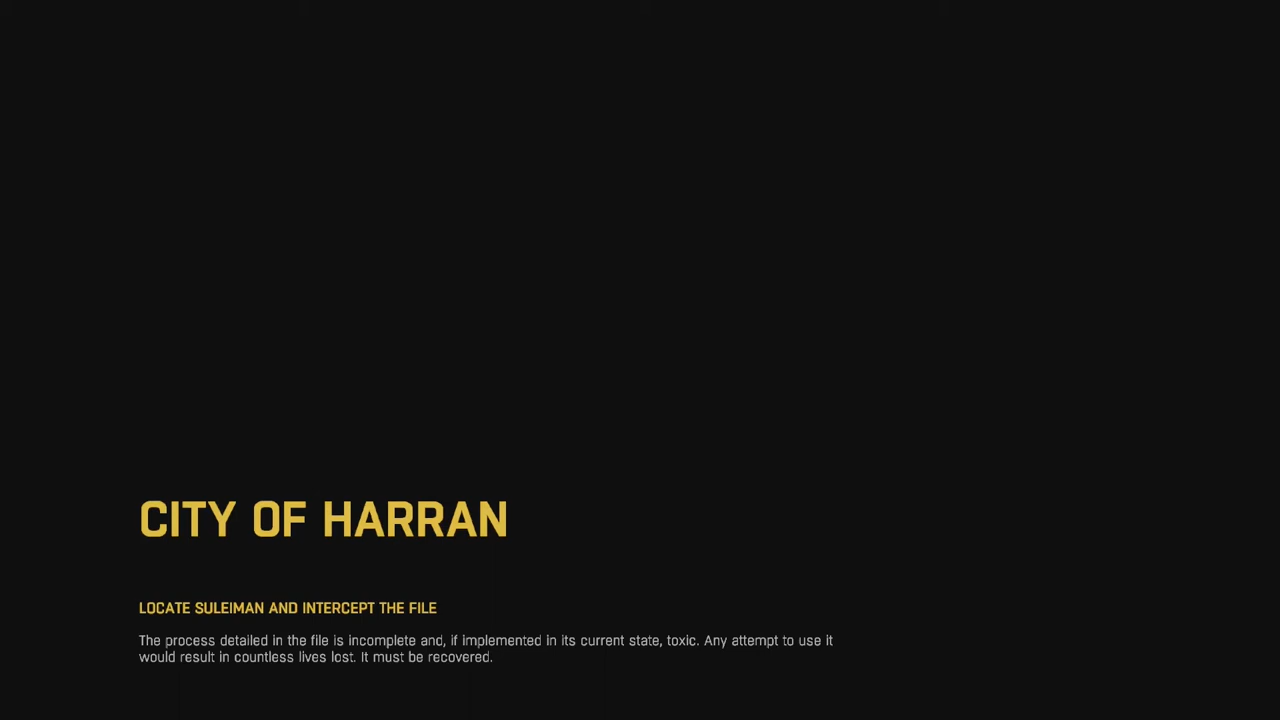 CITY OF HARRAN
LOCATE SULEIMAN AND INTERCEPT THE FILE
The process detailed in the file is incomplete and, if implemented in its current state, toxic. Any attempt to use it
would result in countless lives lost. It must be recovered.